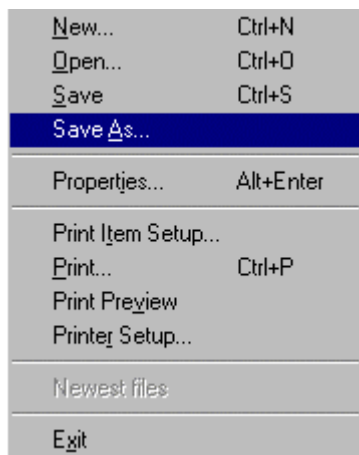 New... Ctrl+N
Open... Ctrl+O
Save Ctrl+S
Save As...
Properties... Alt+Enter
Print Item Setup...
Print... Ctrl+P
Print Preview
Printer Setup...
Newest files
Exit